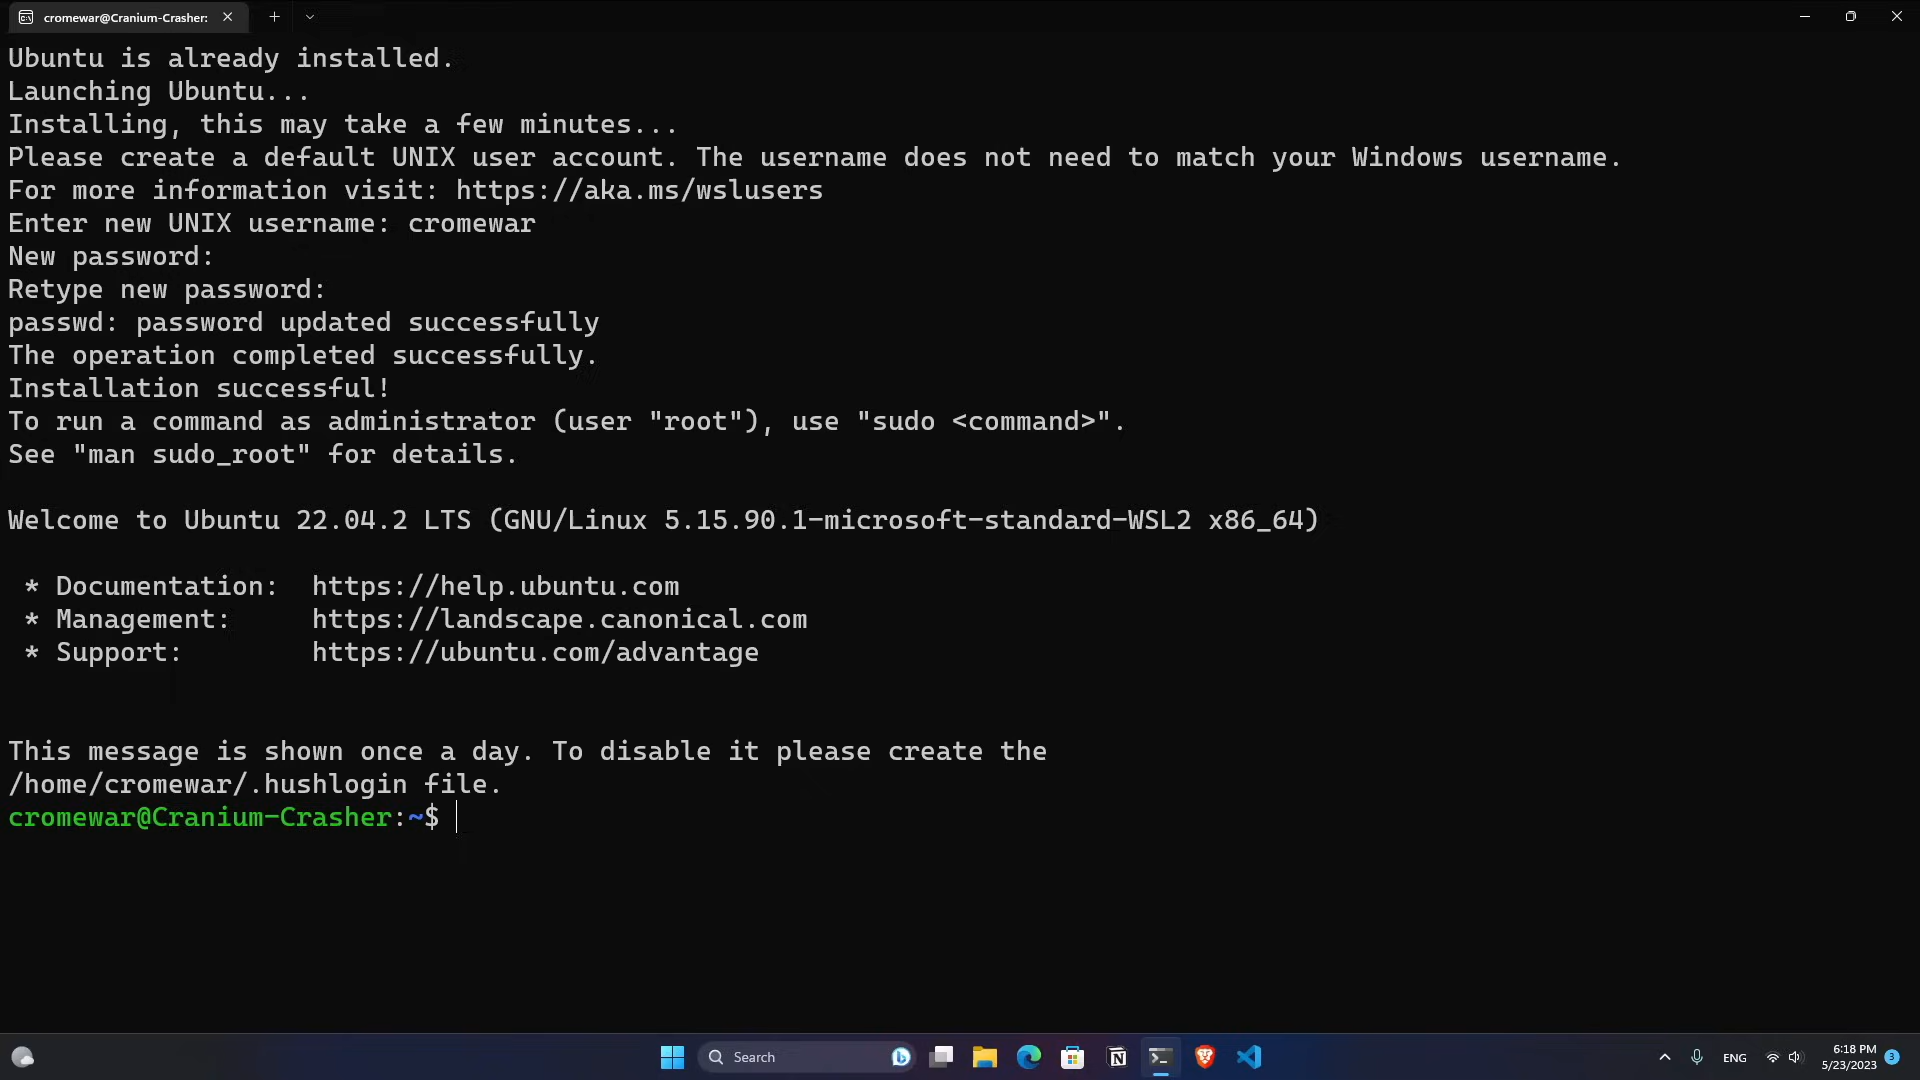 cromewar@Cranium-Crasher:
Ubuntu is already installed.
Launching Ubuntu...
Installing, this may take a few minutes...
Please create a default UNIX user account. The username does not need to match your Windows username.
For more information visit: https://aka.ms/wslusers
Enter new UNIX username: cromewar
New password:
Retype new password:
passwd: password updated successfully
The operation completed successfully.
Installation successful!
To run a command as administrator (user "root"), use "sudo <command>".
See "man sudo_root" for details.
Welcome to Ubuntu 22.04.2 LTS (GNU/Linux 5.15.90.1-microsoft-standard-WSL2 x86_64)
* Documentation:  https://help.ubuntu.com
* Management:     https://landscape.canonical.com
* Support:        https://ubuntu.com/advantage
This message is shown once a day. To disable it please create the
/home/cromewar/.hushlogin file.
cromewar@Cranium-Crasher:~$
Search
ENG
6:18 PM
5/23/2023
3